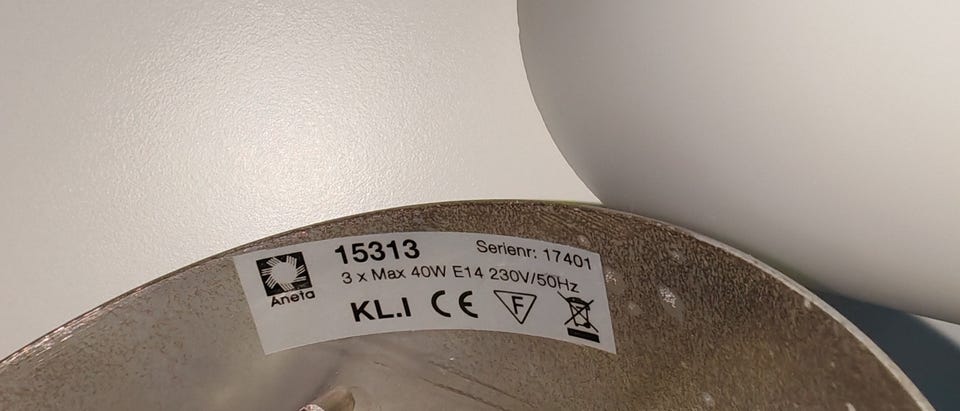 15313 Serienr: 17401
3 x Max 40W E14 230V/50Hz
Aneta
KL.I CE F